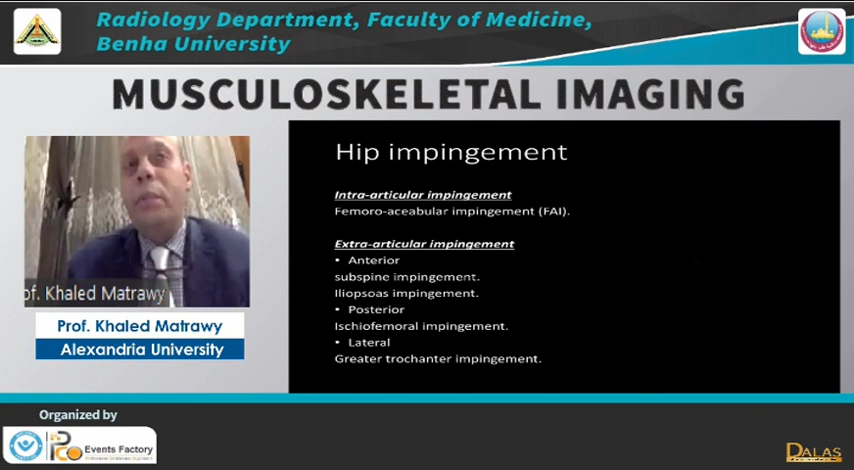 Radiology Department, Faculty of Medicine,
Benha University
MUSCULOSKELETAL IMAGING
Hip impingement
Intra-articular impingement
Femoro-aceabular impingement (FAI).
Extra-articular impingement
• Anterior
subspine impingement.
Iliopsoas impingement.
• Posterior
Ischiofemoral impingement.
• Lateral
Greater trochanter impingement.
of. Khaled Matrawy
Prof. Khaled Matrawy
Alexandria University
Organized by
Pco Events Factory
DALAS